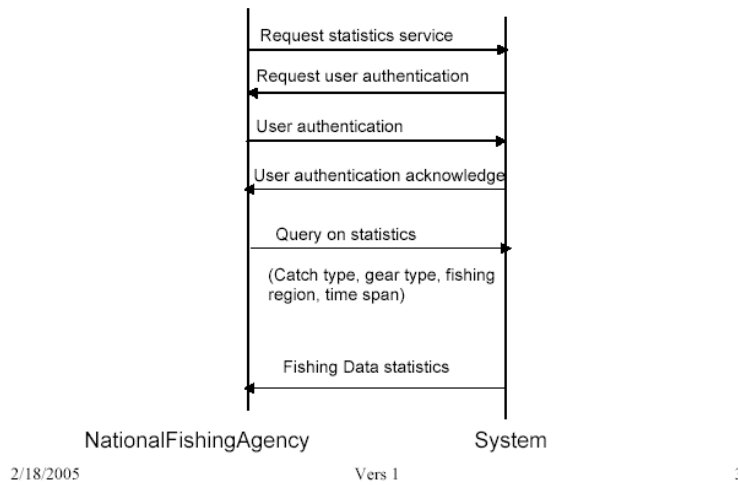 Request statistics service
Request user authentication
User authentication
User authentication acknowledge
Query on statistics
(Catch type, gear type, fishing
region, time span)
Fishing Data statistics
NationalFishingAgency System
2/18/2005 Vers 1